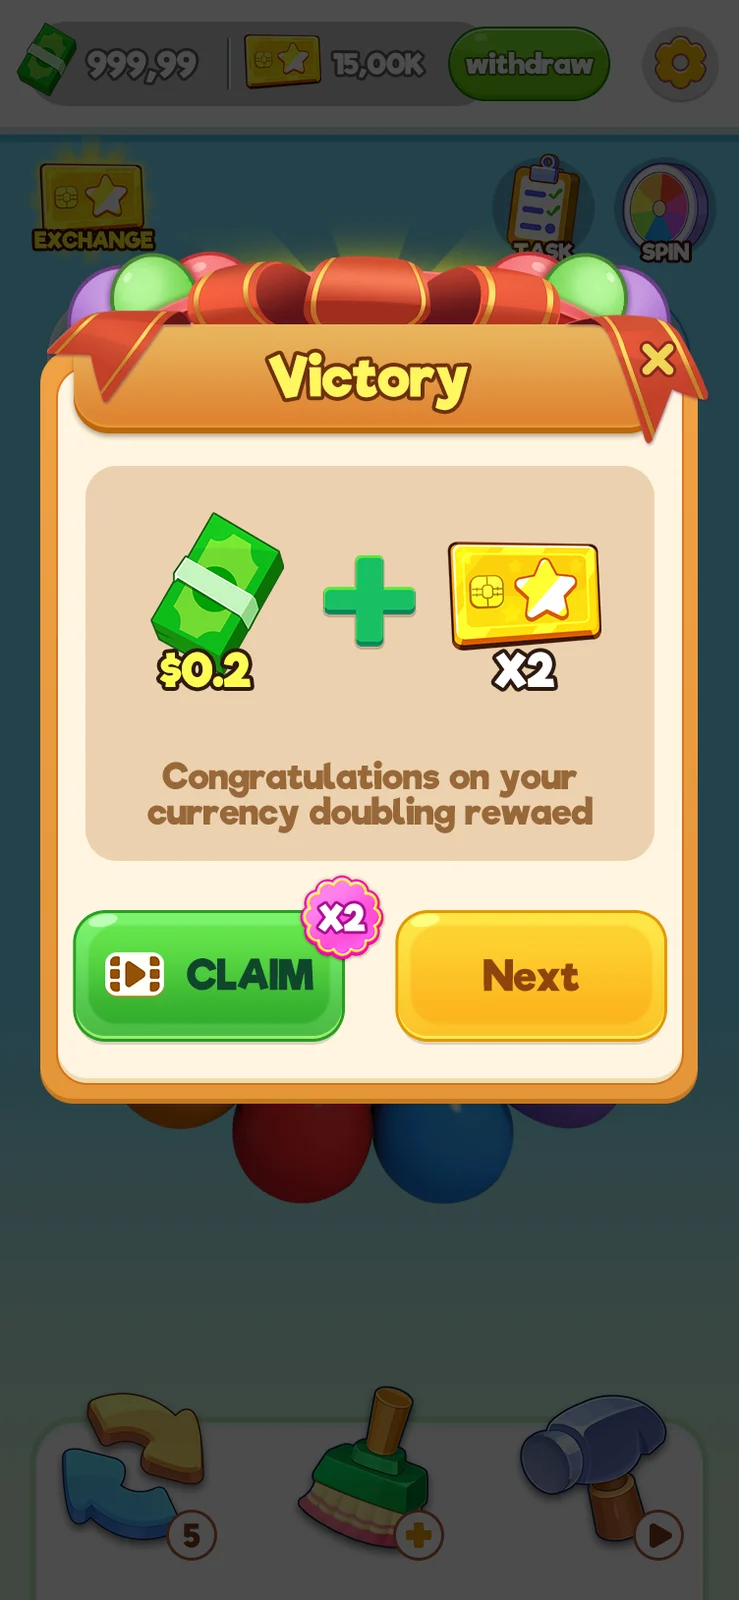 999,99
15,00K
withdraw
EXCHANGE
TASK
SPIN
Victory
$0.2
X2
Congratulations on your
currency doubling rewaed
X2
CLAIM
Next
5